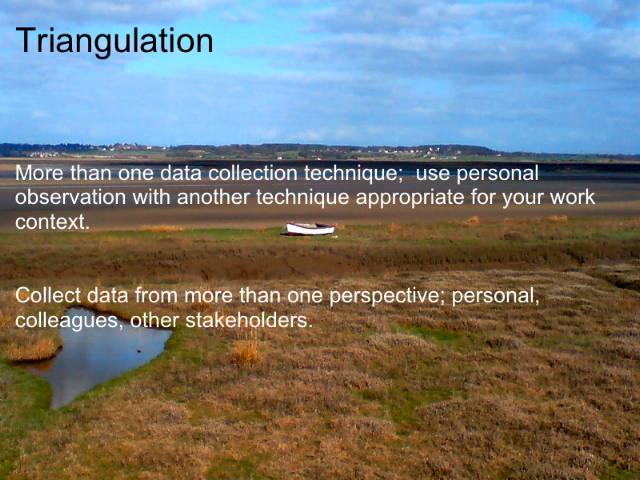 Triangulation
More than one data collection technique;  use personal
observation with another technique appropriate for your work
context.
Collect data from more than one perspective; personal,
colleagues, other stakeholders.